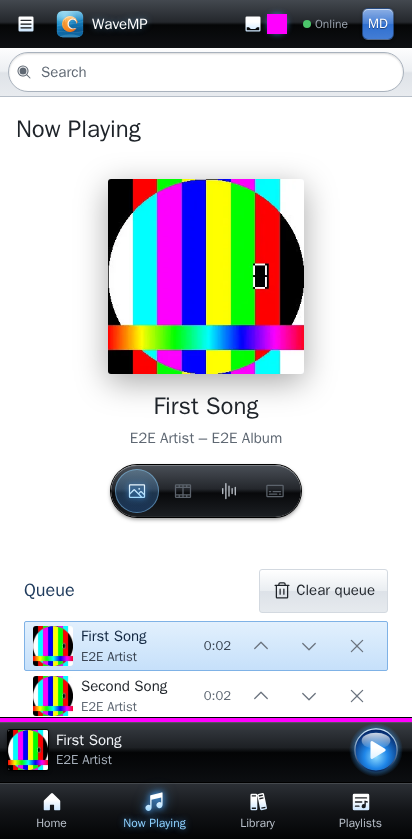 WaveMP
Online
MD
Search
Now Playing
First Song
E2E Artist – E2E Album
Queue
Clear queue
First Song
E2E Artist
0:02
Second Song
E2E Artist
0:02
First Song
E2E Artist
Home
Now Playing
Library
Playlists